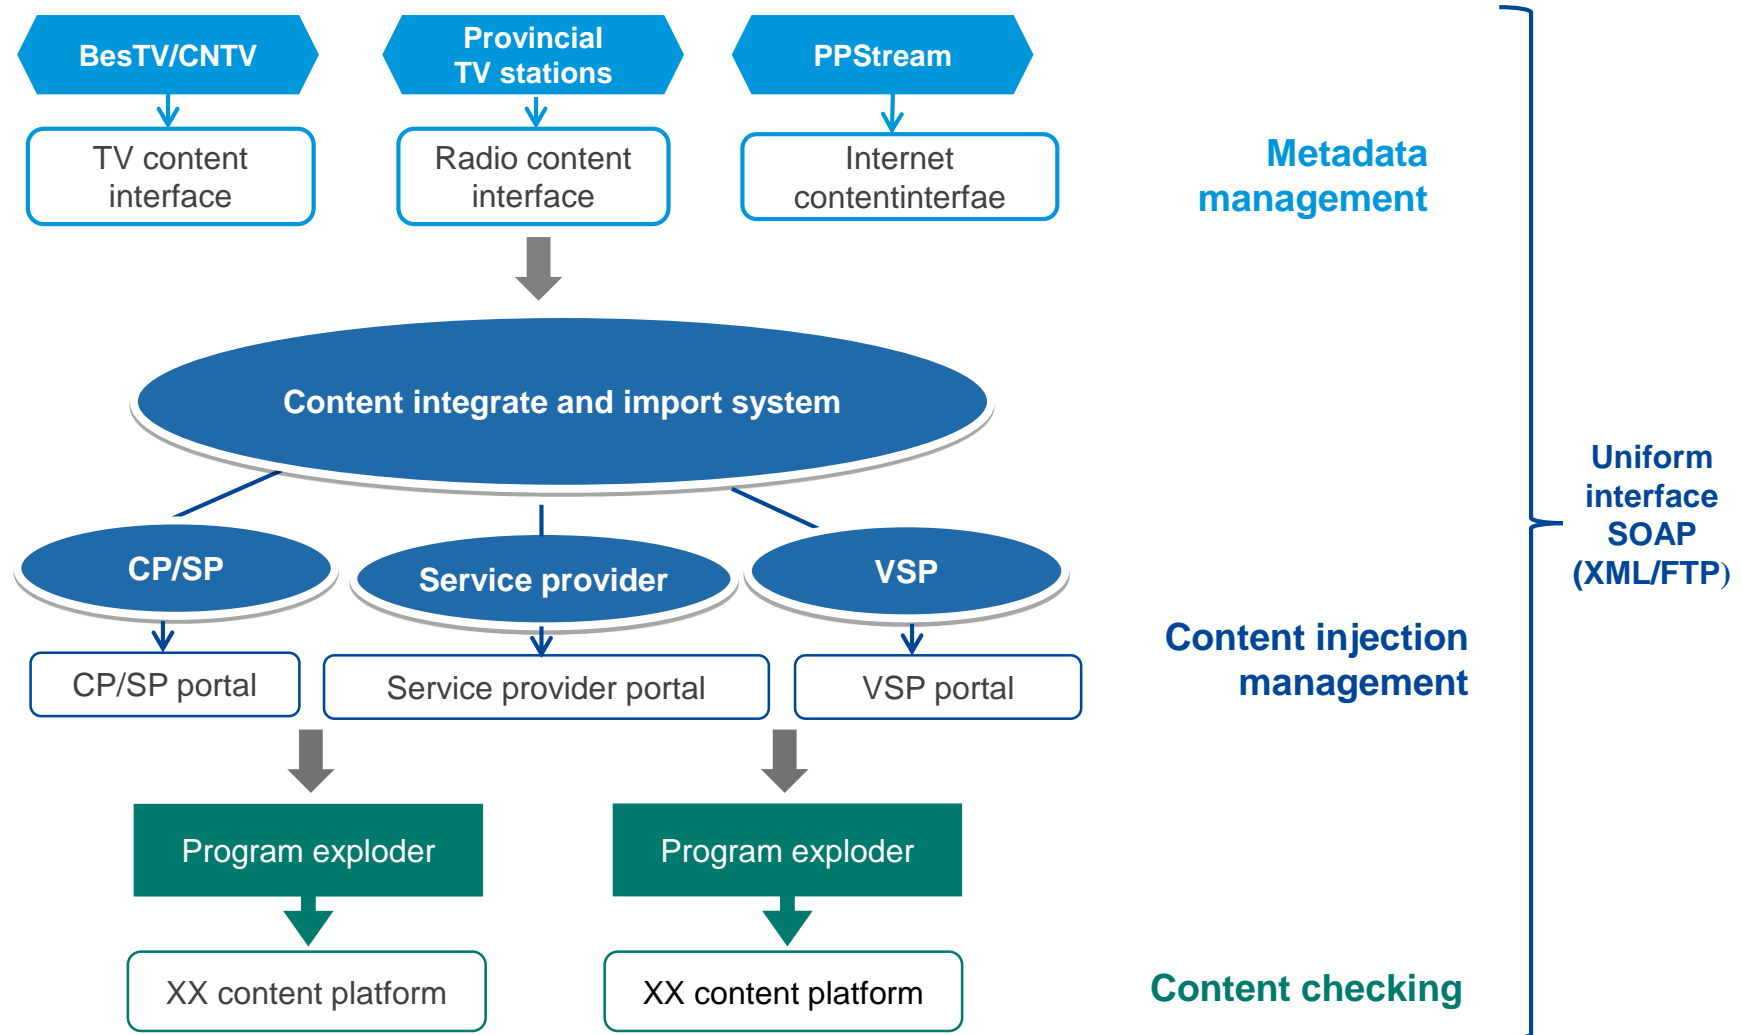 BesTV/CNTV
Provincial
TV stations
PPStream
TV content
interface
Radio content
interface
Internet
contentinterfae
Metadata
management
Content integrate and import system
Uniform
interface
SOAP
(XML/FTP)
CP/SP
Service provider
VSP
Content injection
management
CP/SP portal
Service provider portal
VSP portal
Program exploder
Program exploder
XX content platform
XX content platform
Content checking